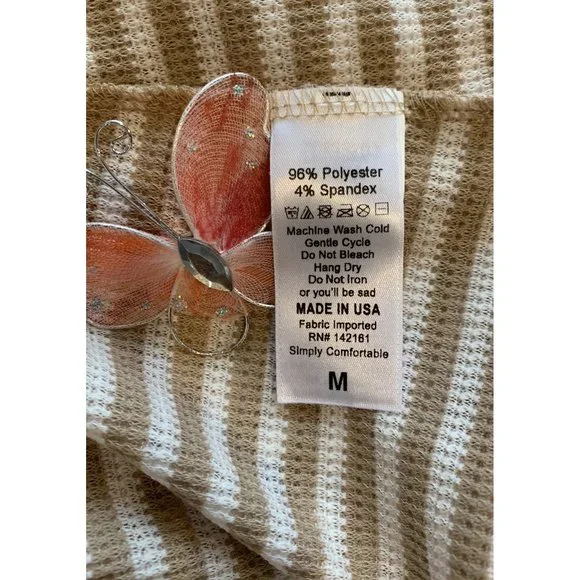 96% Polyester
4% Spandex
Machine Wash Cold
Gentle Cycle
Do Not Bleach
Hang Dry
Do Not Iron
or you'll be sad
MADE IN USA
Fabric Imported
RN# 142161
Simply Comfortable
M